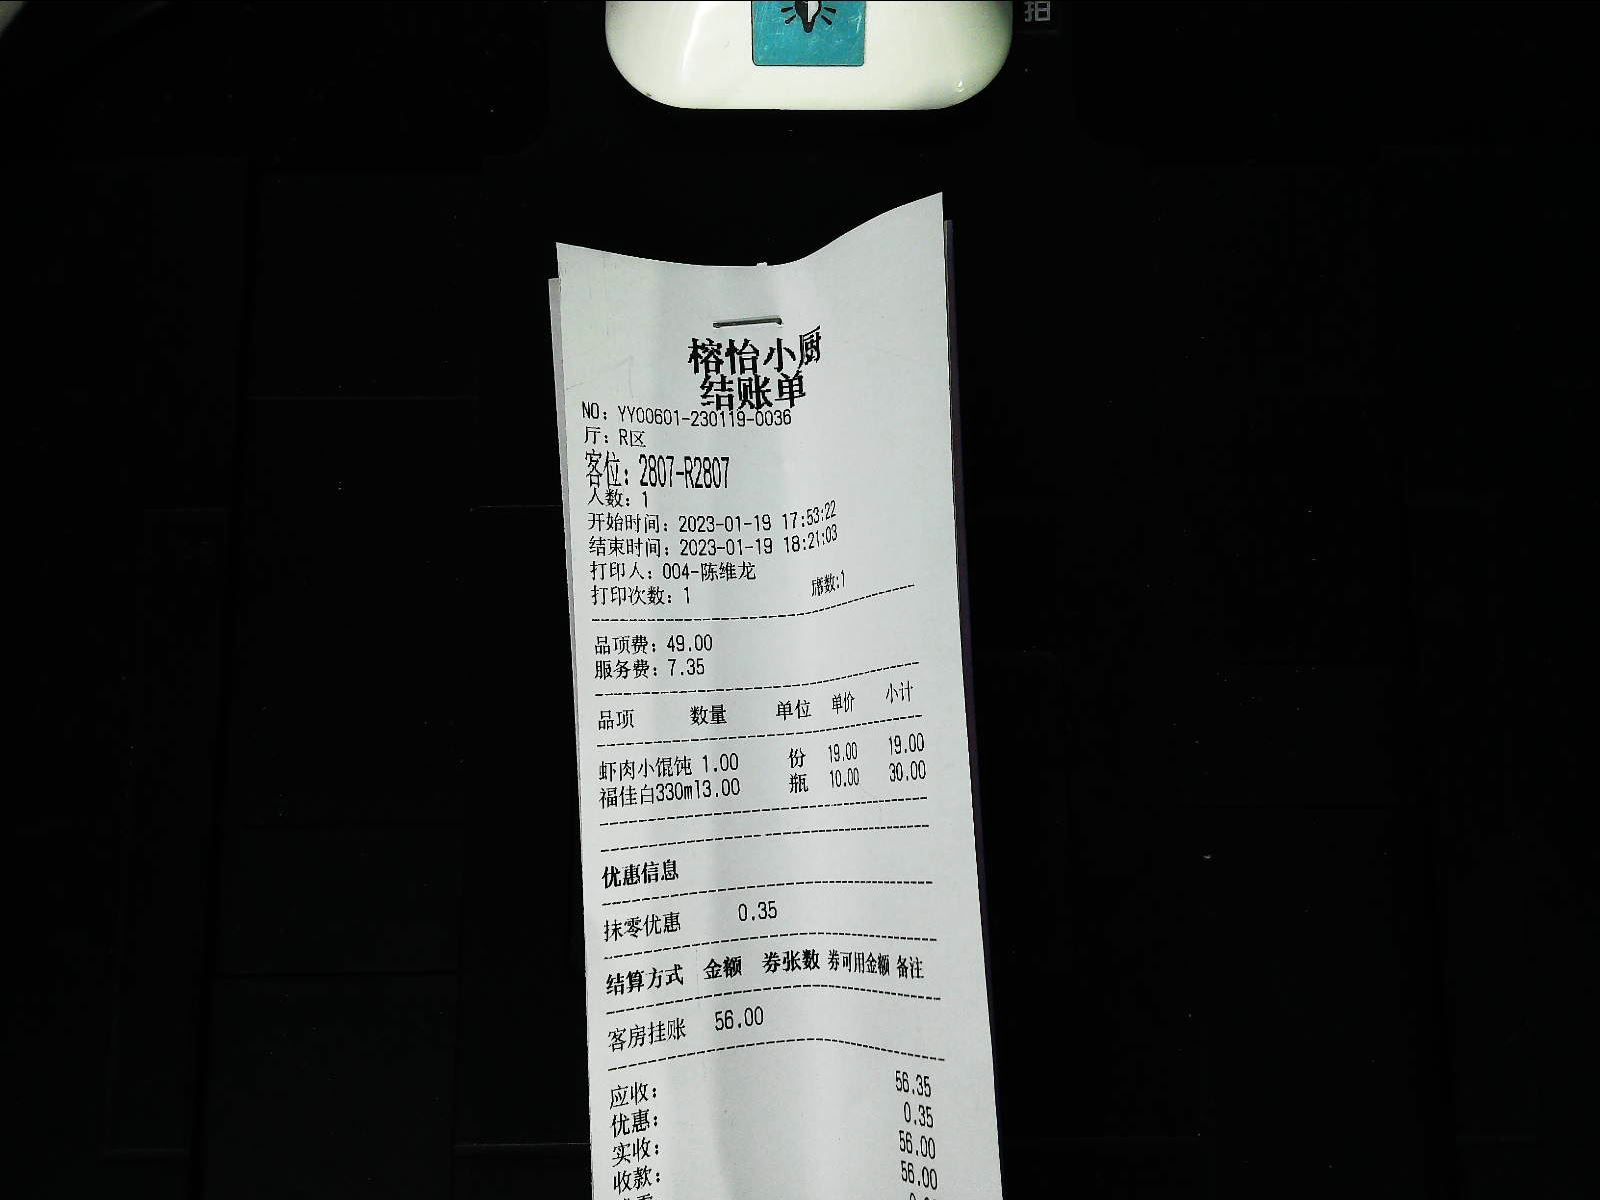 拍
榕怡小厨
结账单
NO: YY00601-230119-0036
厅: R区
客位: 2807-R2807
人数: 1
开始时间: 2023-01-19 17:53:22
结束时间: 2023-01-19 18:21:03
打印人: 004-陈维龙
打印次数: 1 席数:1
品项费: 49.00
服务费: 7.35
品项 数量 单位 单价 小计
虾肉小馄饨 1.00 份 19.00 19.00
福佳白330ml3.00 瓶 10.00 30.00
优惠信息
抹零优惠 0.35
结算方式 金额 券张数 券可用金额 备注
客房挂账 56.00
应收: 56.35
优惠: 0.35
实收: 56.00
收款: 56.00